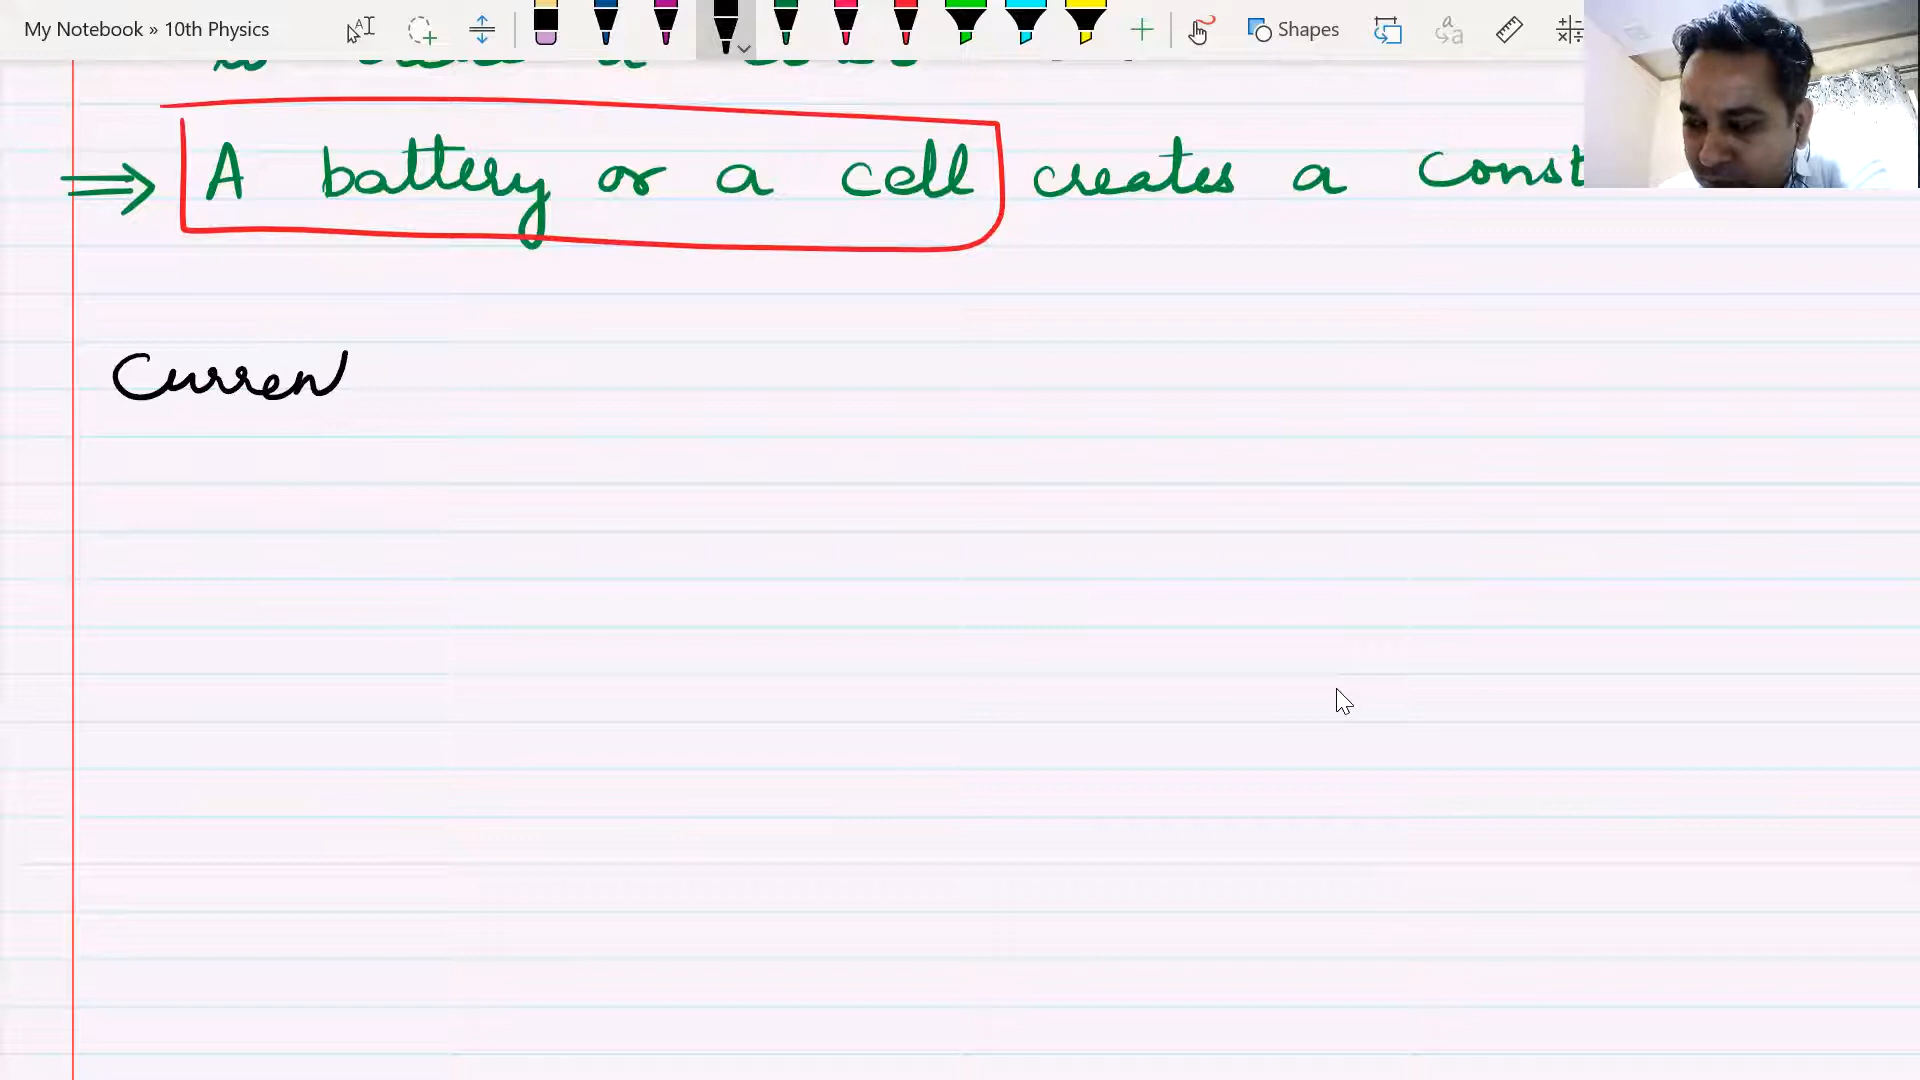 My Notebook » 10th Physics
Shapes
⇒ A battery or a cell creates a const
Curren